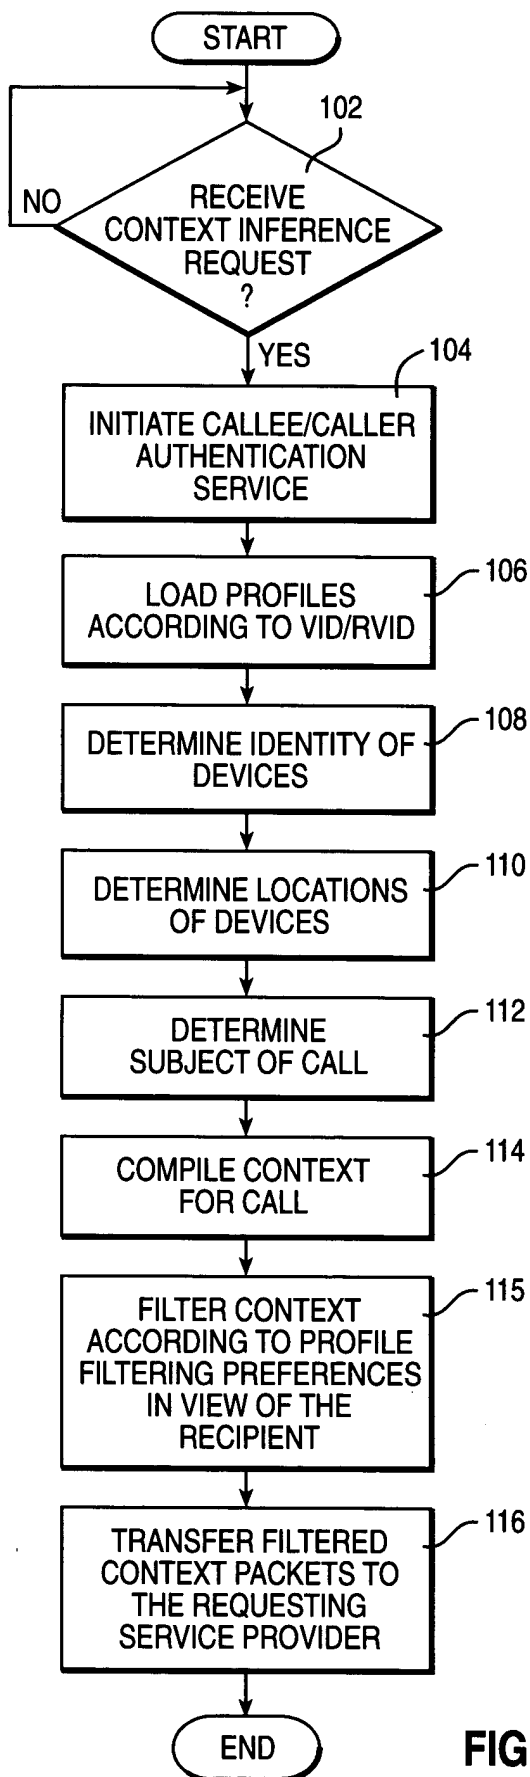 START
102
RECEIVE
CONTEXT INFERENCE
REQUEST
?
NO
YES
104
INITIATE CALLEE/CALLER
AUTHENTICATION
SERVICE
106
LOAD PROFILES
ACCORDING TO VID/RVID
108
DETERMINE IDENTITY OF
DEVICES
110
DETERMINE LOCATIONS
OF DEVICES
112
DETERMINE
SUBJECT OF CALL
114
COMPILE CONTEXT
FOR CALL
115
FILTER CONTEXT
ACCORDING TO PROFILE
FILTERING PREFERENCES
IN VIEW OF THE
RECIPIENT
116
TRANSFER FILTERED
CONTEXT PACKETS TO
THE REQUESTING
SERVICE PROVIDER
END
FIG